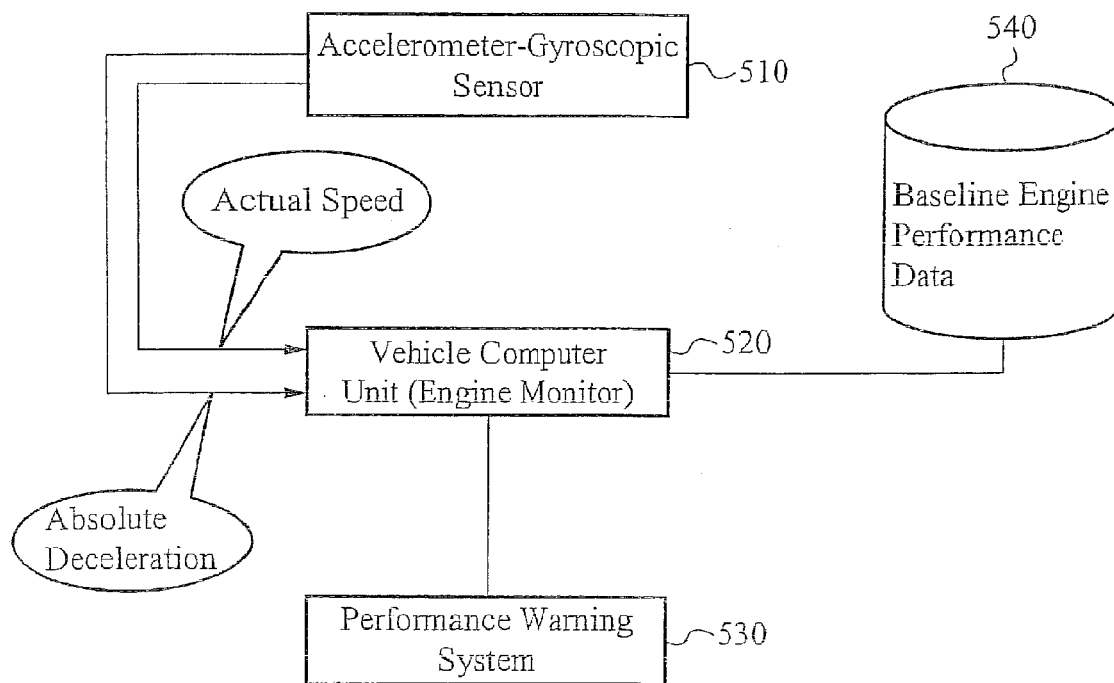 Accelerometer-Gyroscopic
Sensor
510
540
Actual Speed
Baseline Engine
Performance
Data
Vehicle Computer
Unit (Engine Monitor)
520
Absolute
Deceleration
Performance Warning
System
530